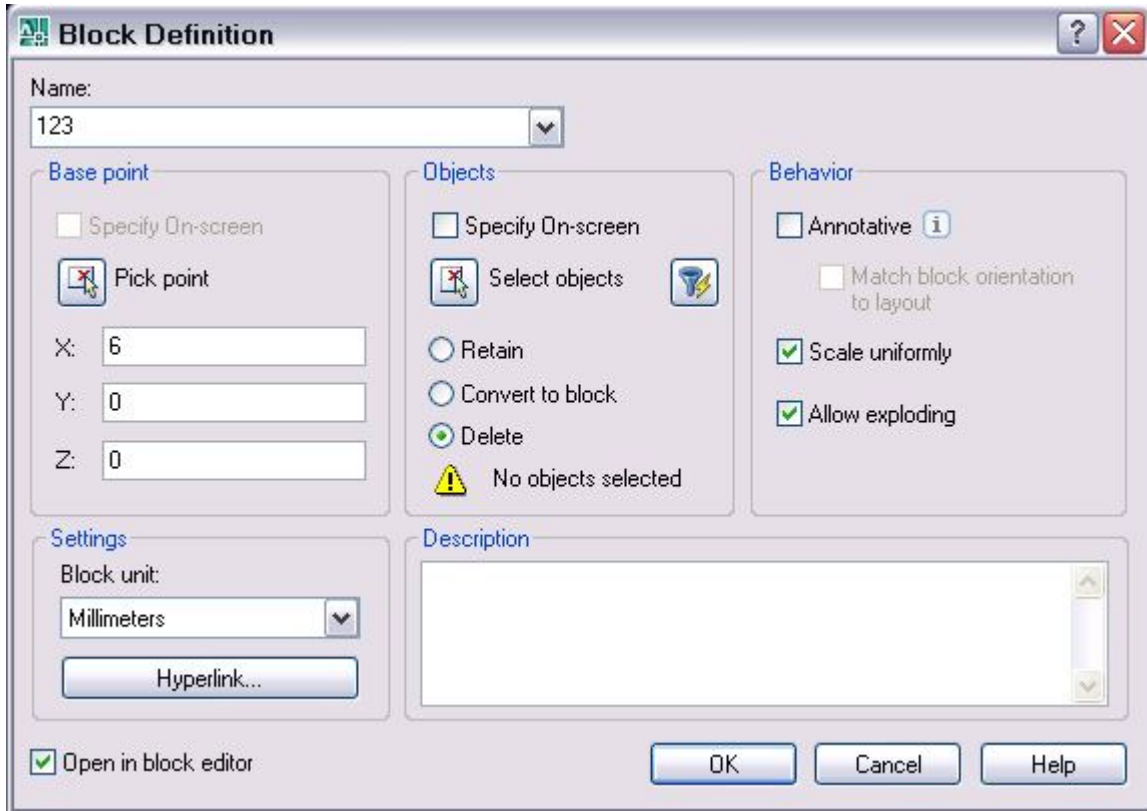 Block Definition
Name:
123
Base point
Specify On-screen
Pick point
X: 6
Y: 0
Z: 0
Objects
Specify On-screen
Select objects
Retain
Convert to block
Delete
No objects selected
Behavior
Annotative
Match block orientation
to layout
Scale uniformly
Allow exploding
Settings
Block unit:
Millimeters
Hyperlink...
Description
Open in block editor
OK
Cancel
Help